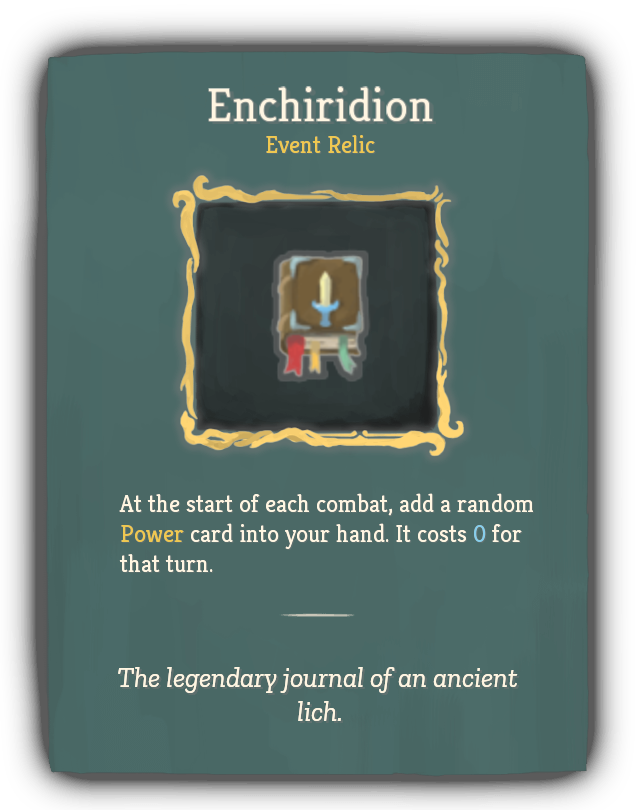 Enchiridion
Event Relic
At the start of each combat, add a random
Power card into your hand. It costs 0 for
that turn.
The legendary journal of an ancient
lich.